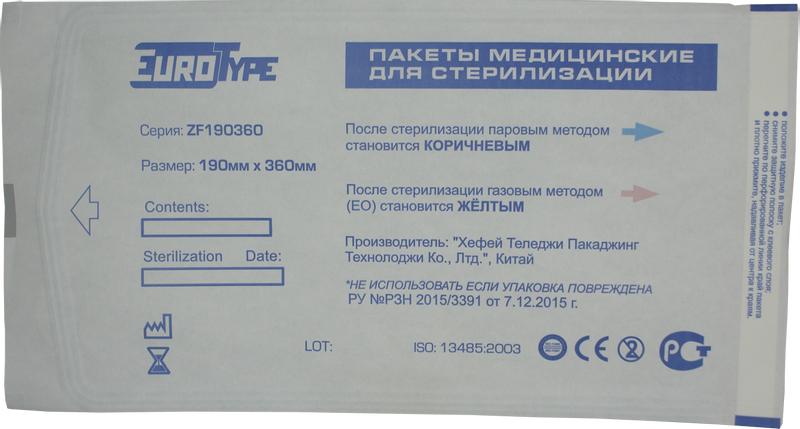 EUROTYPE
ПАКЕТЫ МЕДИЦИНСКИЕ
ДЛЯ СТЕРИЛИЗАЦИИ
Серия: ZF190360
Размер: 190мм x 360мм
Contents:
Sterilization Date:
После стерилизации паровым методом
становится КОРИЧНЕВЫМ
После стерилизации газовым методом
(ЕО) становится ЖЁЛТЫМ
Производитель: "Хефей Теледжи Пакаджинг
Технолоджи Ко., Лтд.", Китай
*НЕ ИСПОЛЬЗОВАТЬ ЕСЛИ УПАКОВКА ПОВРЕЖДЕНА
РУ №РЗН 2015/3391 от 7.12.2015 г.
LOT:
ISO: 13485:2003
STERILE
CE
2
РСТ
• положите изделие в пакет;
• снимите защитную полоску с клеевого слоя;
• перегните по перфорированной линии край пакета
и плотно прижмите, надавливая от центра к краям.